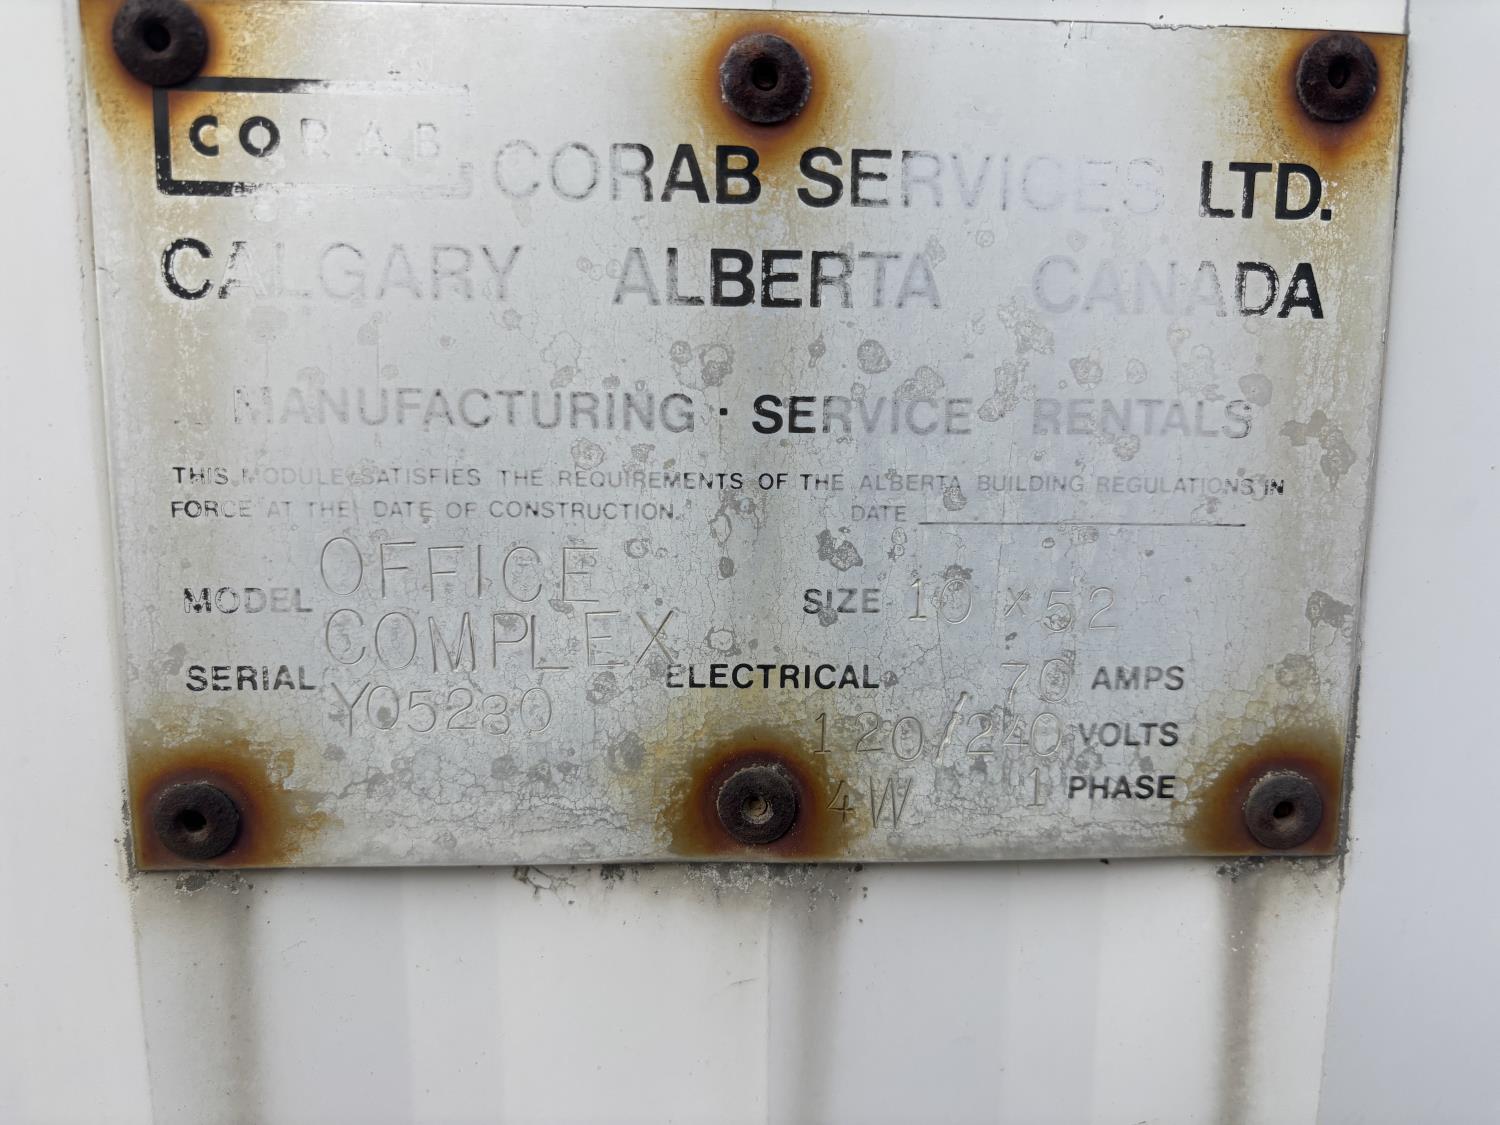 CORAB
CORAB SERVICES LTD.
CALGARY ALBERTA CANADA
MANUFACTURING · SERVICE RENTALS
THIS MODULE SATISFIES THE REQUIREMENTS OF THE ALBERTA BUILDING REGULATIONS IN
FORCE AT THE DATE OF CONSTRUCTION. DATE
MODEL OFFICE COMPLEX
SIZE 10 x 52
SERIAL Y05280
ELECTRICAL 70 AMPS
120/240 VOLTS
4W 1 PHASE